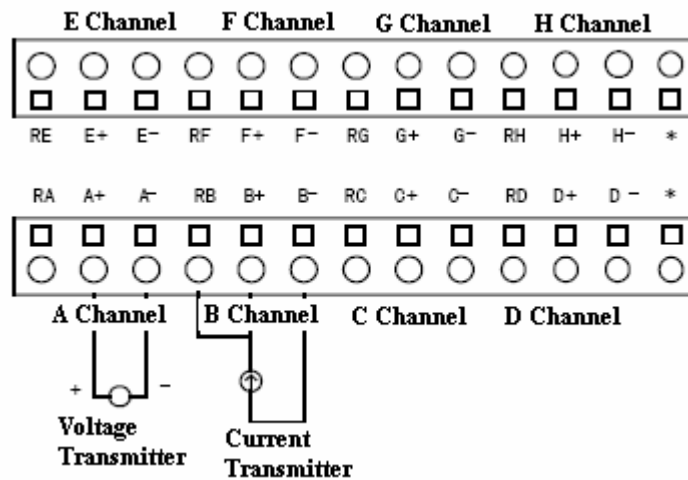 E Channel F Channel G Channel H Channel
RE E+ E- RF F+ F- RG G+ G- RH H+ H- *
RA A+ A- RB B+ B- RC C+ C- RD D+ D - *
A Channel B Channel C Channel D Channel
+ -
Voltage
Transmitter
Current
Transmitter